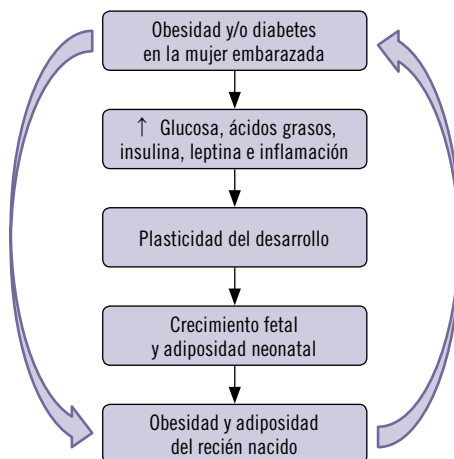 Obesidad y/o diabetes
en la mujer embarazada
↑ Glucosa, ácidos grasos,
insulina, leptina e inflamación
Plasticidad del desarrollo
Crecimiento fetal
y adiposidad neonatal
Obesidad y adiposidad
del recién nacido